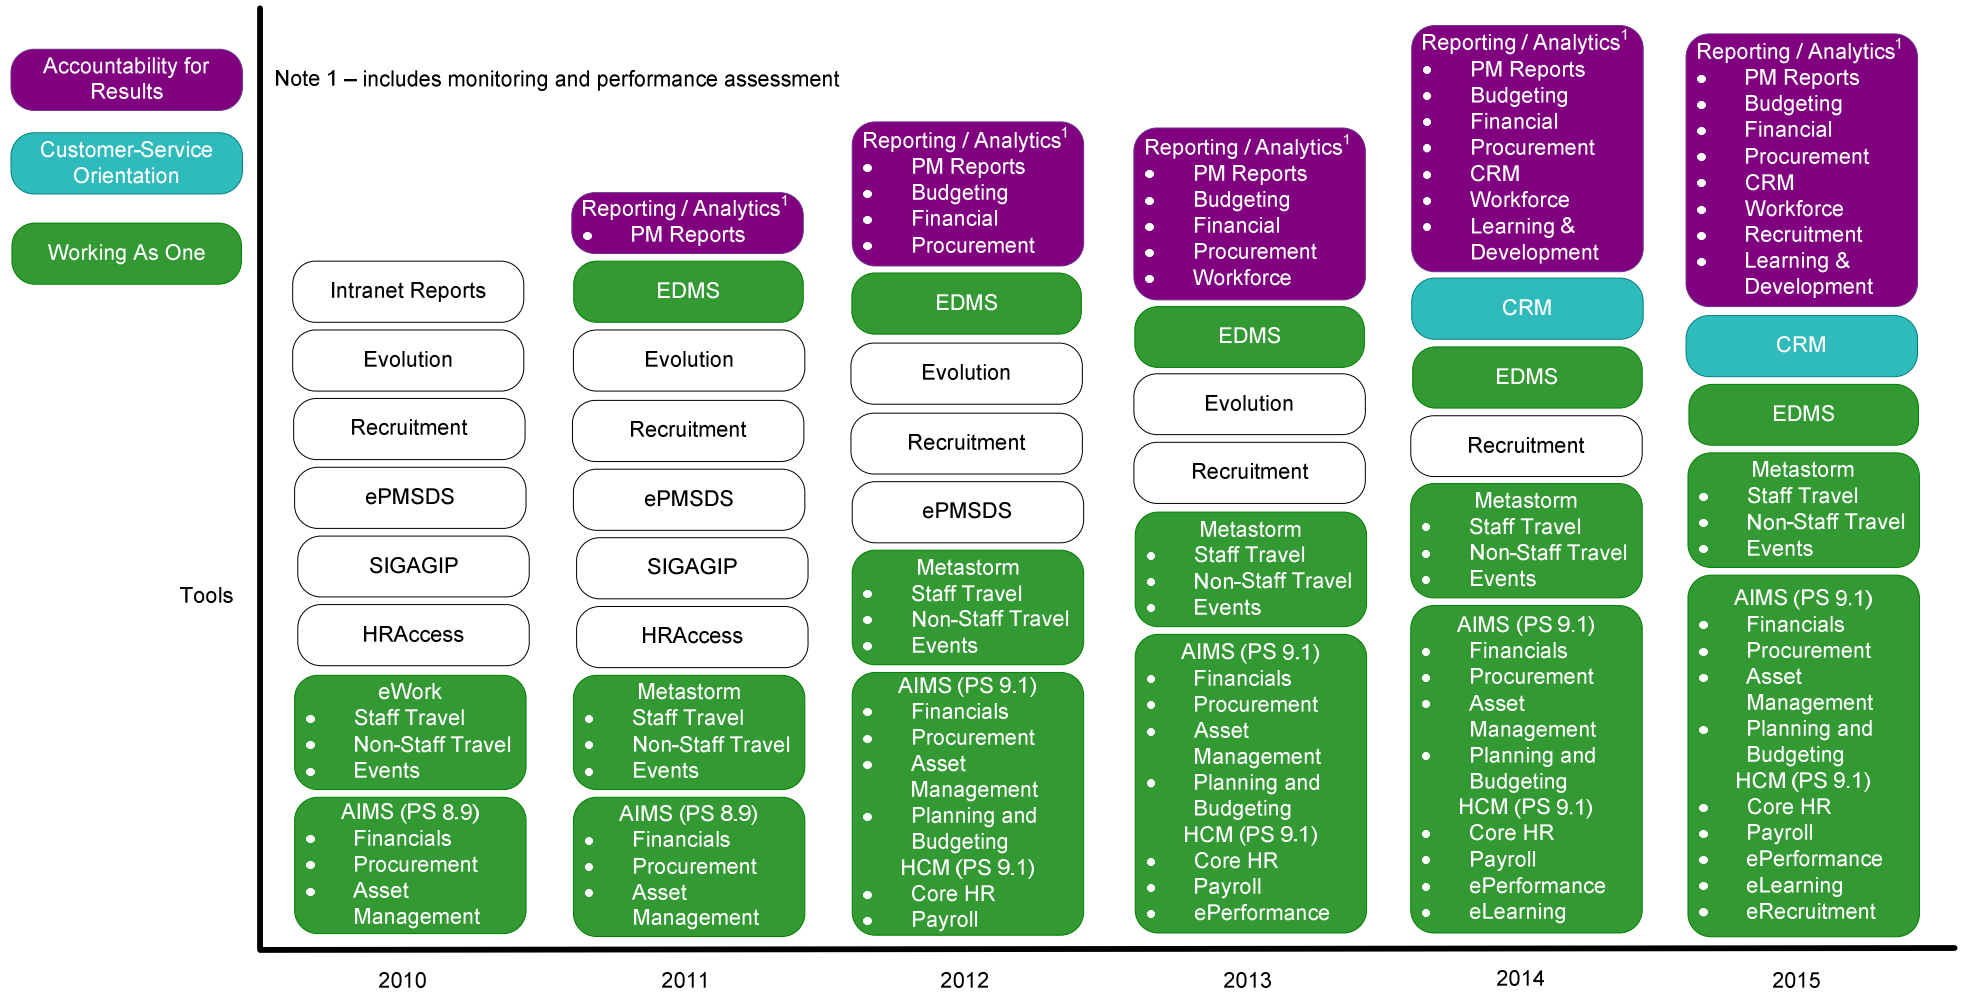 Accountability for
Results
Customer-Service
Orientation
Working As One
Tools
Note 1 – includes monitoring and performance assessment
Intranet Reports
Evolution
Recruitment
ePMSDS
SIGAGIP
HRAccess
eWork
• Staff Travel
• Non-Staff Travel
• Events
AIMS (PS 8.9)
• Financials
• Procurement
• Asset
Management
2010
Reporting / Analytics¹
• PM Reports
EDMS
Evolution
Recruitment
ePMSDS
SIGAGIP
HRAccess
Metastorm
• Staff Travel
• Non-Staff Travel
• Events
AIMS (PS 8.9)
• Financials
• Procurement
• Asset
Management
2011
Reporting / Analytics¹
• PM Reports
• Budgeting
• Financial
• Procurement
EDMS
Evolution
Recruitment
ePMSDS
Metastorm
• Staff Travel
• Non-Staff Travel
• Events
AIMS (PS 9.1)
• Financials
• Procurement
• Asset
Management
• Planning and
Budgeting
HCM (PS 9.1)
• Core HR
• Payroll
2012
Reporting / Analytics¹
• PM Reports
• Budgeting
• Financial
• Procurement
• Workforce
EDMS
Evolution
Recruitment
Metastorm
• Staff Travel
• Non-Staff Travel
• Events
AIMS (PS 9.1)
• Financials
• Procurement
• Asset
Management
• Planning and
Budgeting
HCM (PS 9.1)
• Core HR
• Payroll
• ePerformance
2013
Reporting / Analytics¹
• PM Reports
• Budgeting
• Financial
• Procurement
• CRM
• Workforce
• Learning &
Development
CRM
EDMS
Recruitment
Metastorm
• Staff Travel
• Non-Staff Travel
• Events
AIMS (PS 9.1)
• Financials
• Procurement
• Asset
Management
• Planning and
Budgeting
HCM (PS 9.1)
• Core HR
• Payroll
• ePerformance
• eLearning
2014
Reporting / Analytics¹
• PM Reports
• Budgeting
• Financial
• Procurement
• CRM
• Workforce
• Recruitment
• Learning &
Development
CRM
EDMS
Metastorm
• Staff Travel
• Non-Staff Travel
• Events
AIMS (PS 9.1)
• Financials
• Procurement
• Asset
Management
• Planning and
Budgeting
HCM (PS 9.1)
• Core HR
• Payroll
• ePerformance
• eLearning
• eRecruitment
2015